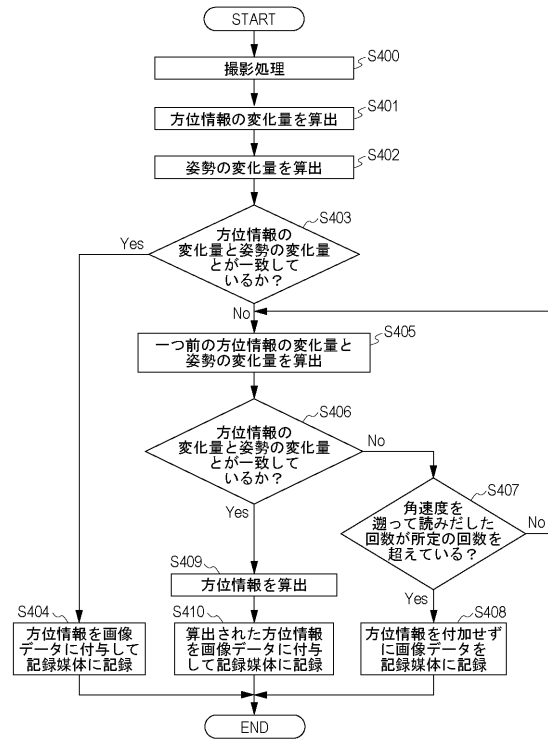 START
S400
撮影処理
S401
方位情報の変化量を算出
S402
姿勢の変化量を算出
S403
方位情報の
変化量と姿勢の変化量
とが一致して
いるか？
Yes
No
S405
一つ前の方位情報の変化量と
姿勢の変化量を算出
S406
方位情報の
変化量と姿勢の変化量
とが一致して
いるか？
No
Yes
S407
角速度を
遡って読みだした
回数が所定の回数を
超えている？
No
Yes
S409
方位情報を算出
S404
方位情報を画像
データに付与して
記録媒体に記録
S410
算出された方位情報
を画像データに付与
して記録媒体に記録
S408
方位情報を付加せず
に画像データを
記録媒体に記録
END